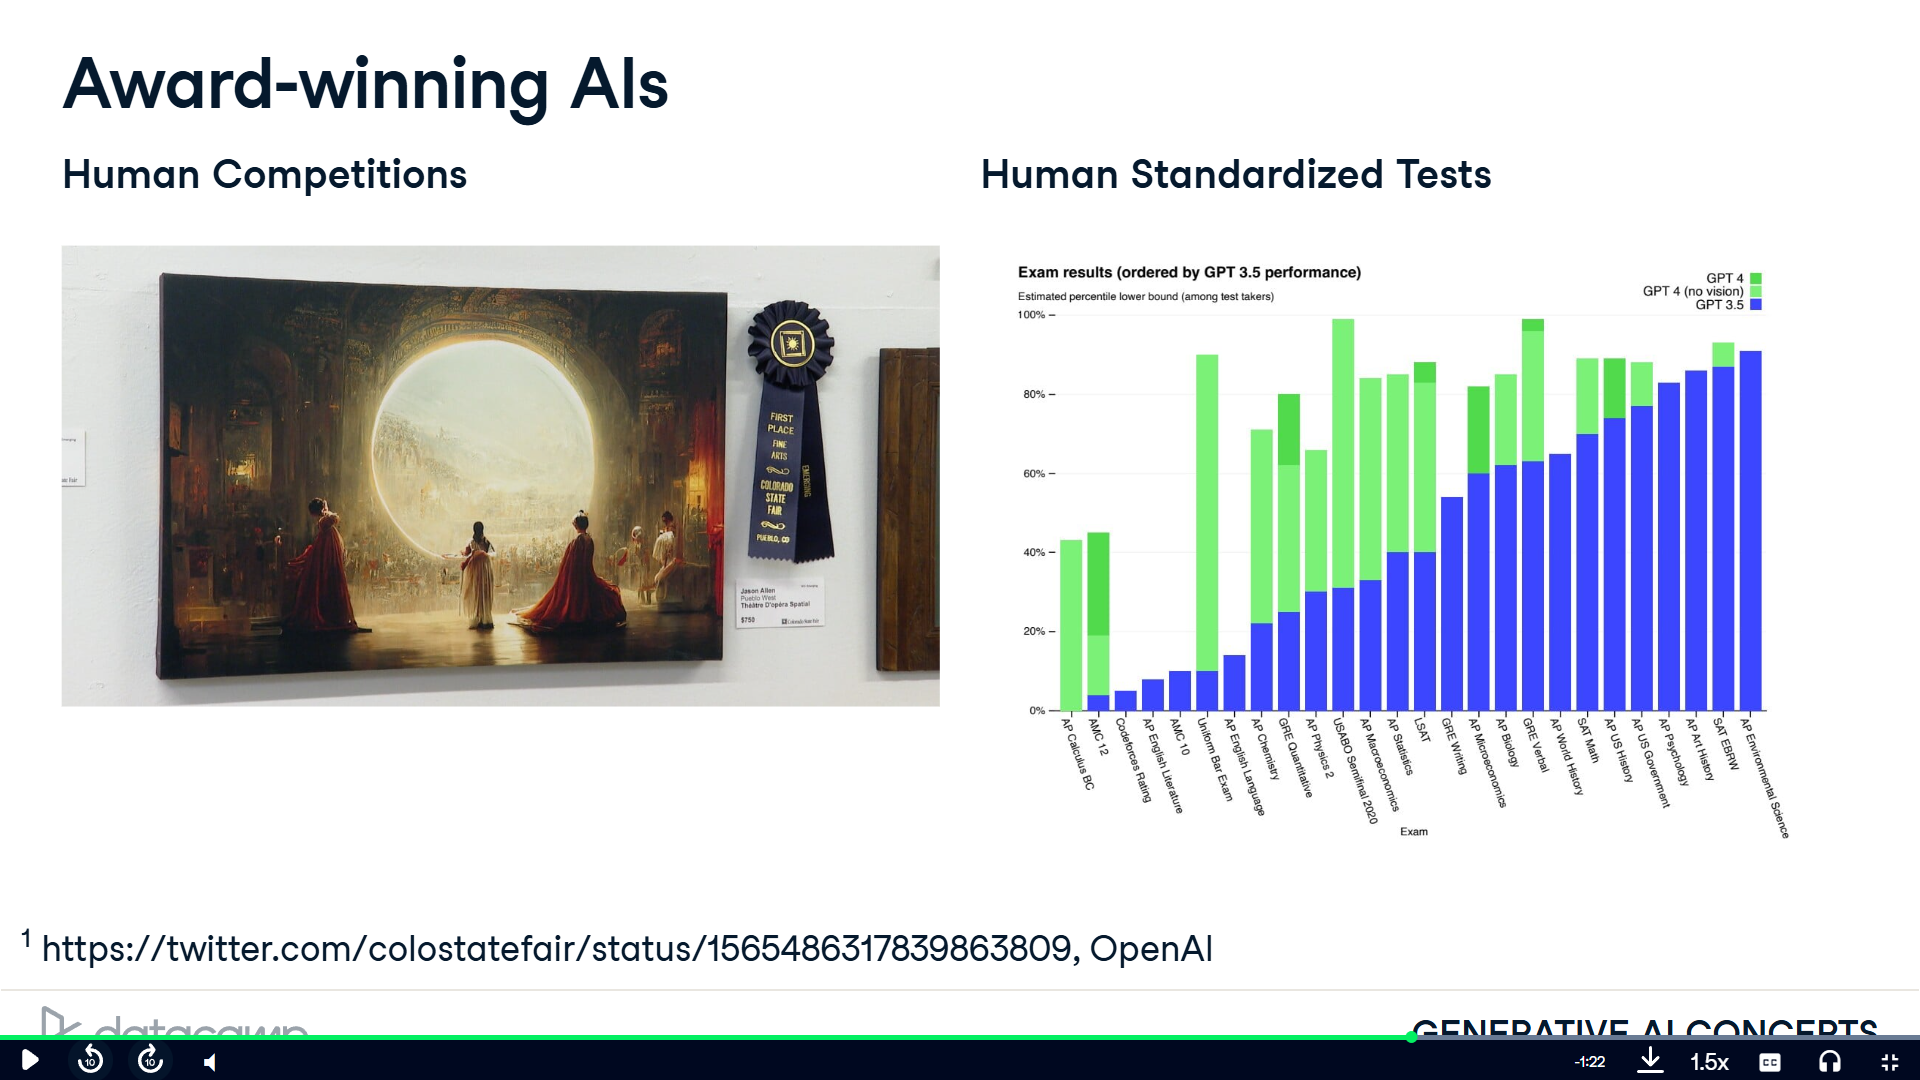 Award-winning AIs
Human Competitions
Human Standardized Tests
FIRST
PLACE
FINE
ARTS
COLORADO
STATE
FAIR
PUEBLO, CO
EMERGING
Jason Allen
Pueblo West
Théâtre D'opéra Spatial
$750
Colorado State Fair
Exam results (ordered by GPT 3.5 performance)
Estimated percentile lower bound (among test takers)
GPT 4
GPT 4 (no vision)
GPT 3.5
100%
80%
60%
40%
20%
0%
AP Calculus BC
AMC 12
Codeforces Rating
AP English Literature
AMC 10
Uniform Bar Exam
AP English Language
AP Chemistry
GRE Quantitative
AP Physics 2
USABO Semifinal 2020
AP Macroeconomics
AP Statistics
LSAT
GRE Writing
AP Microeconomics
AP Biology
GRE Verbal
AP World History
SAT Math
AP US History
AP US Government
AP Psychology
AP Art History
SAT EBRW
AP Environmental Science
Exam
1 https://twitter.com/colostatefair/status/1565486317839863809, OpenAI
datacamp
GENERATIVE AI CONCEPTS
10
10
-1:22
1.5x
CC